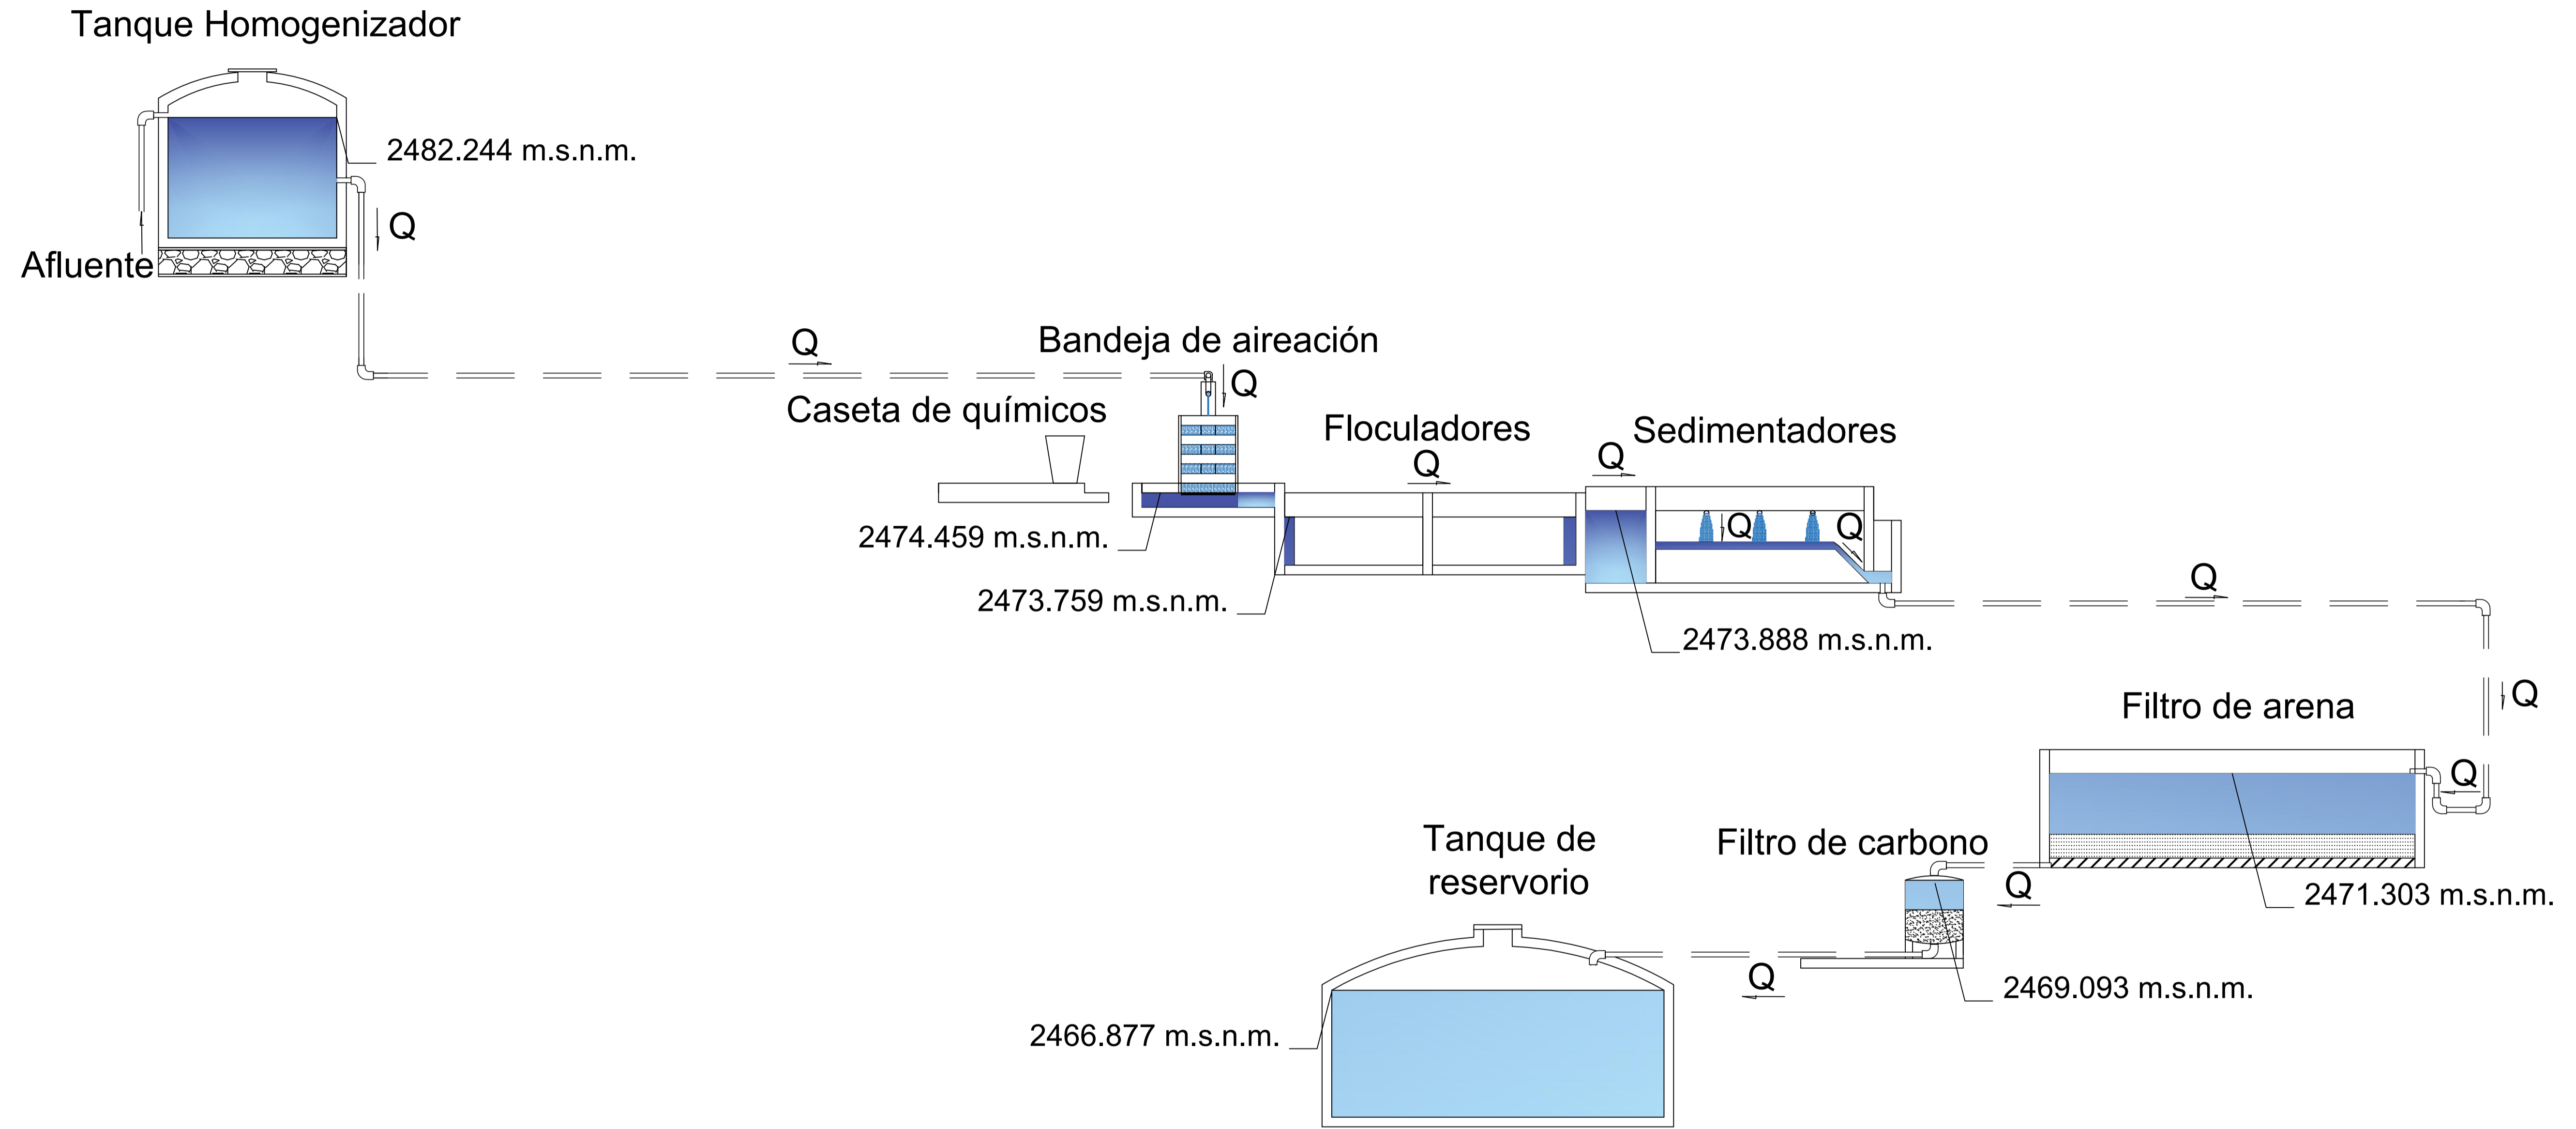 Tanque Homogenizador
2482.244 m.s.n.m.
Q
Afluente
Q
Bandeja de aireación
Q
Caseta de químicos
Floculadores
Q
Sedimentadores
Q
2474.459 m.s.n.m.
Q
Q
2473.759 m.s.n.m.
2473.888 m.s.n.m.
Q
Q
Filtro de arena
Q
2471.303 m.s.n.m.
Filtro de carbono
Q
2469.093 m.s.n.m.
Tanque de
reservorio
Q
2466.877 m.s.n.m.